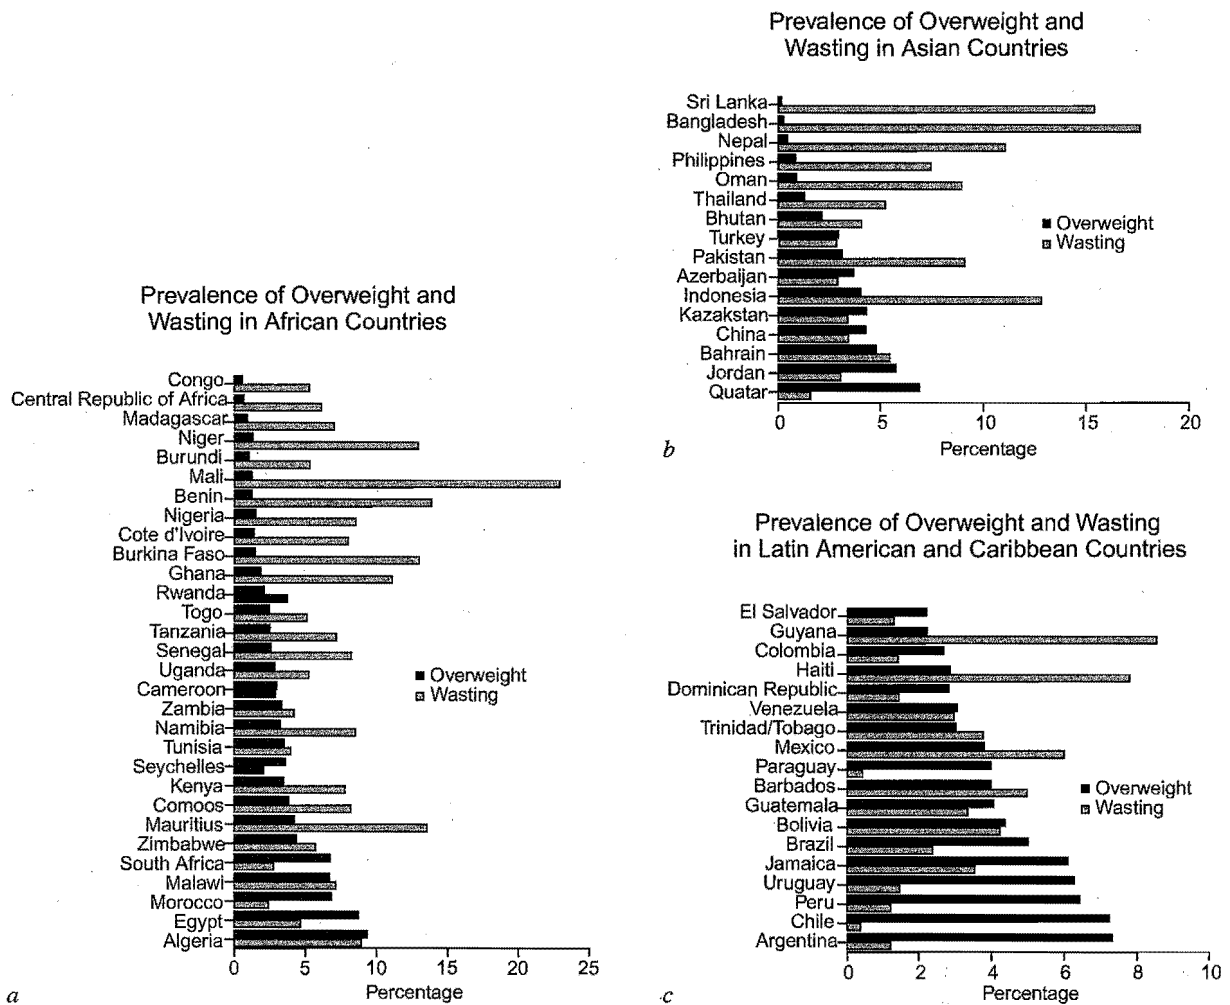 Prevalence of Overweight and
Wasting in African Countries
Congo
Central Republic of Africa
Madagascar
Niger
Burundi
Mali
Benin
Nigeria
Cote d'Ivoire
Burkina Faso
Ghana
Rwanda
Togo
Tanzania
Senegal
Uganda
Cameroon
Zambia
Namibia
Tunisia
Seychelles
Kenya
Comoos
Mauritius
Zimbabwe
South Africa
Malawi
Morocco
Egypt
Algeria
Overweight
Wasting
0 5 10 15 20 25
Percentage
a
Prevalence of Overweight and
Wasting in Asian Countries
Sri Lanka
Bangladesh
Nepal
Philippines
Oman
Thailand
Bhutan
Turkey
Pakistan
Azerbaijan
Indonesia
Kazakstan
China
Bahrain
Jordan
Quatar
Overweight
Wasting
0 5 10 15 20
Percentage
b
Prevalence of Overweight and Wasting
in Latin American and Caribbean Countries
El Salvador
Guyana
Colombia
Haiti
Dominican Republic
Venezuela
Trinidad/Tobago
Mexico
Paraguay
Barbados
Guatemala
Bolivia
Brazil
Jamaica
Uruguay
Peru
Chile
Argentina
Overweight
Wasting
0 2 4 6 8 10
Percentage
c